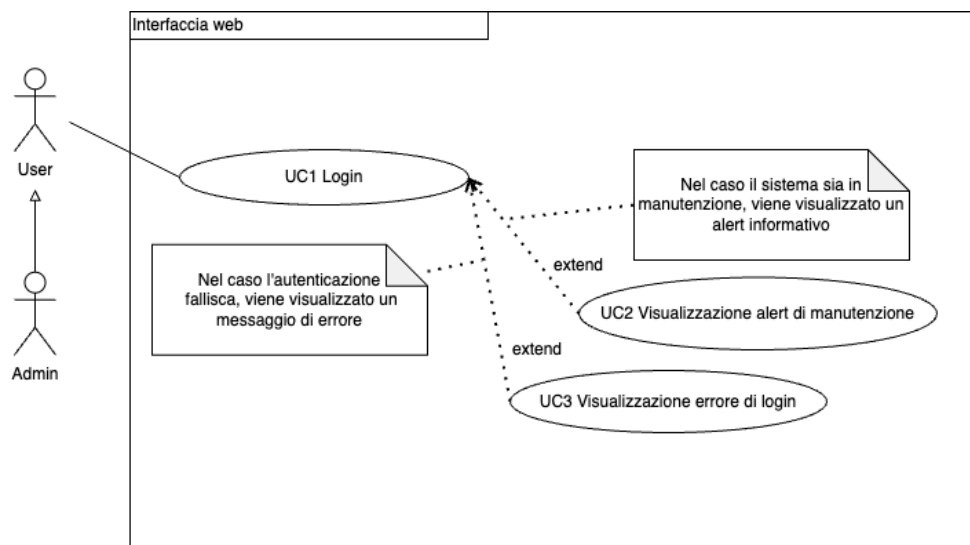 Interfaccia web
User
UC1 Login
Nel caso il sistema sia in
manutenzione, viene visualizzato un
alert informativo
Nel caso l'autenticazione
fallisca, viene visualizzato un
messaggio di errore
extend
UC2 Visualizzazione alert di manutenzione
extend
Admin
UC3 Visualizzazione errore di login